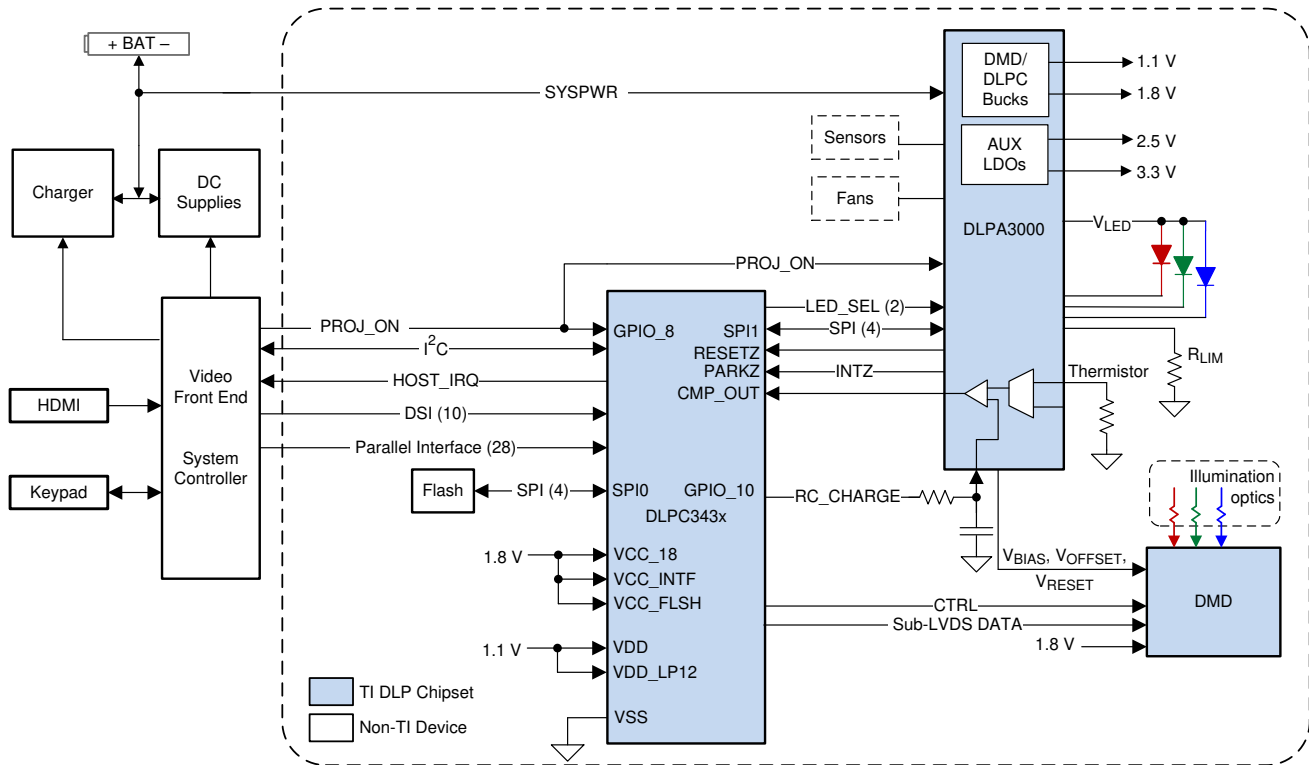 + BAT –
SYSPWR
Charger
DC
Supplies
Video
Front End
System
Controller
HDMI
Keypad
PROJ_ON
I²C
HOST_IRQ
DSI (10)
Parallel Interface (28)
Flash
SPI (4)
1.8 V
1.1 V
GPIO_8
SPI1
RESETZ
PARKZ
CMP_OUT
SPI0
GPIO_10
DLPC343x
VCC_18
VCC_INTF
VCC_FLSH
VDD
VDD_LP12
VSS
PROJ_ON
LED_SEL (2)
SPI (4)
INTZ
RC_CHARGE
CTRL
Sub-LVDS DATA
Sensors
Fans
DMD/
DLPC
Bucks
AUX
LDOs
DLPA3000
1.1 V
1.8 V
2.5 V
3.3 V
VLED
RLIM
Thermistor
Illumination
optics
VBIAS, VOFFSET,
VRESET
1.8 V
DMD
TI DLP Chipset
Non-TI Device